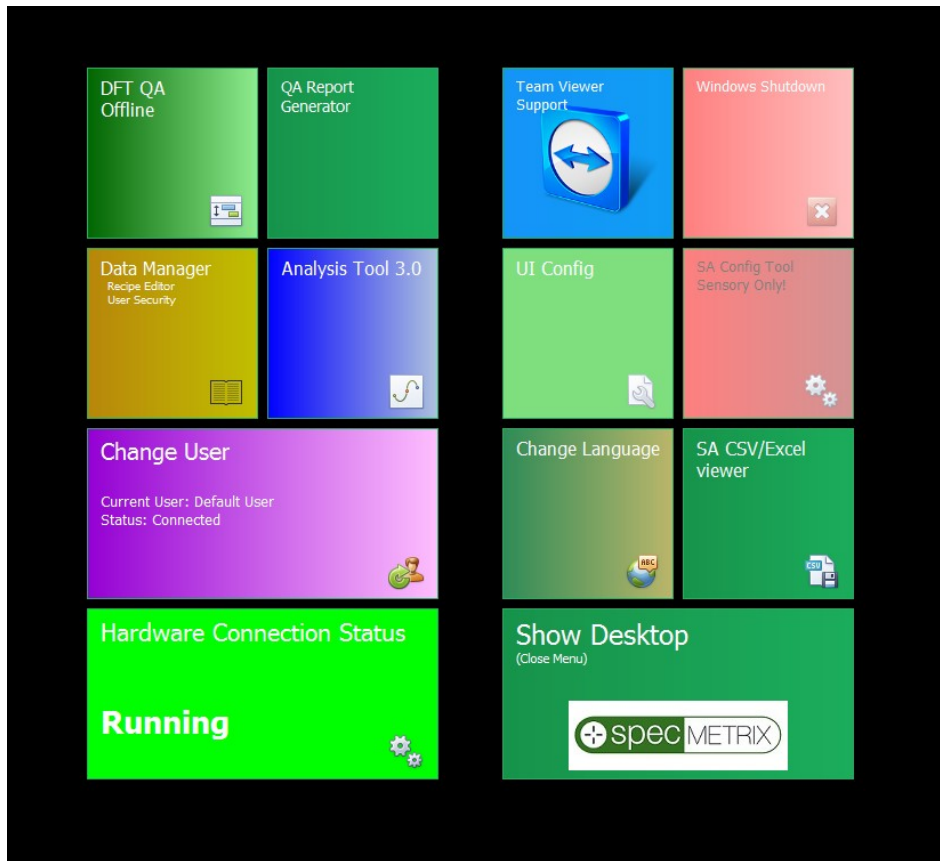 DFT QA
Offline
QA Report
Generator
Data Manager
Recipe Editor
User Security
Analysis Tool 3.0
Change User
Current User: Default User
Status: Connected
Hardware Connection Status
Running
Team Viewer
Support
Windows Shutdown
UI Config
SA Config Tool
Sensory Only!
Change Language
ABC
SA CSV/Excel
viewer
CSV
Show Desktop
(Close Menu)
spec METRIX